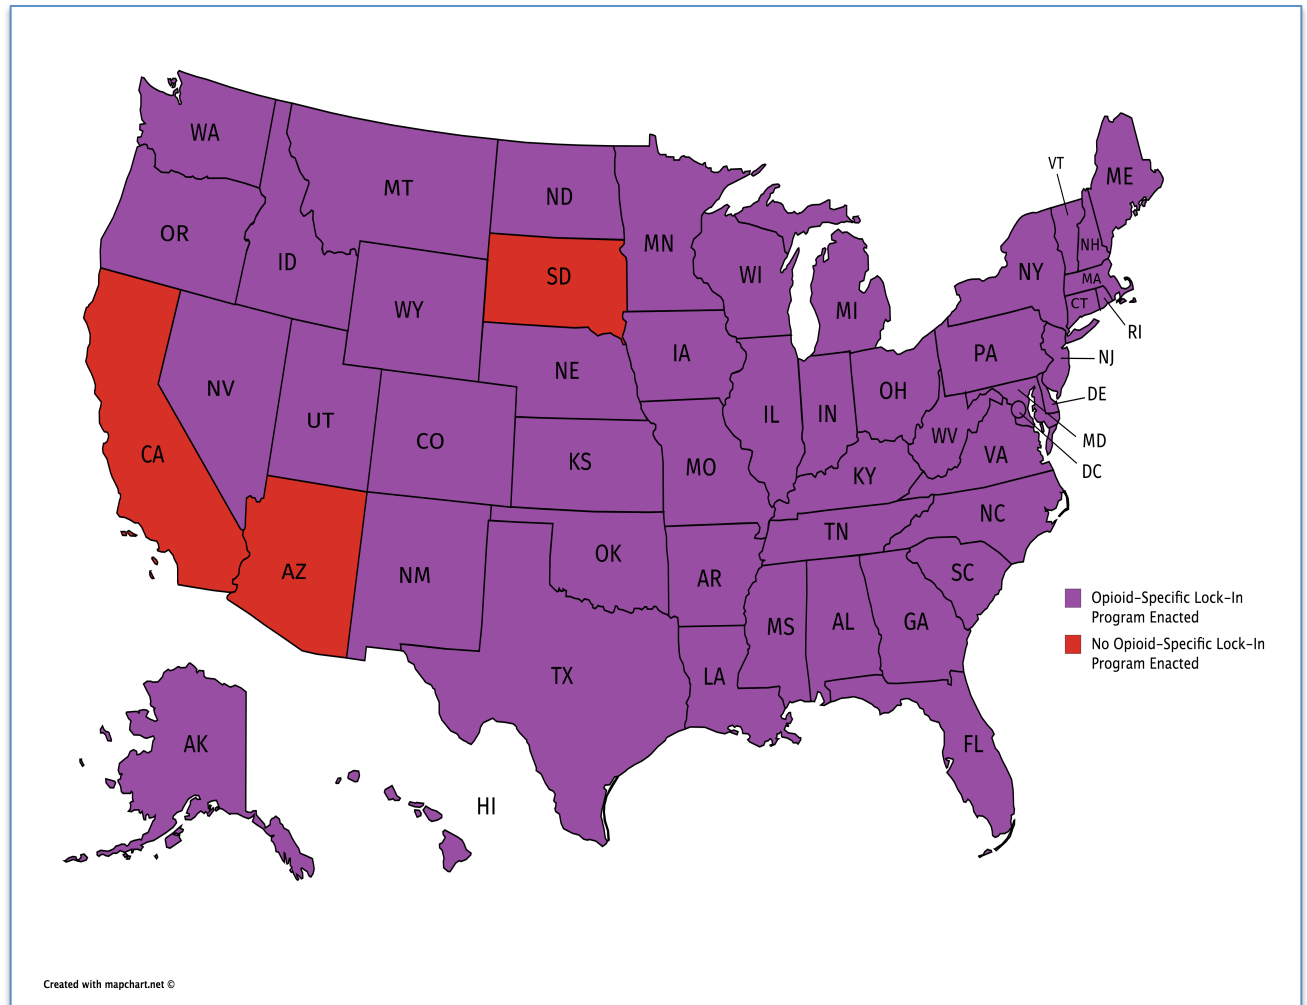 WA
MT
ND
VT
ME
OR
ID
SD
MN
WI
MI
NY
NH
MA
CT
RI
WY
NV
UT
CO
NE
IA
IL
IN
OH
PA
NJ
DE
MD
DC
CA
KS
MO
KY
WV
VA
AZ
NM
OK
AR
TN
NC
SC
MS
AL
GA
TX
LA
FL
AK
HI
Opioid-Specific Lock-In
Program Enacted
No Opioid-Specific Lock-In
Program Enacted
Created with mapchart.net ©